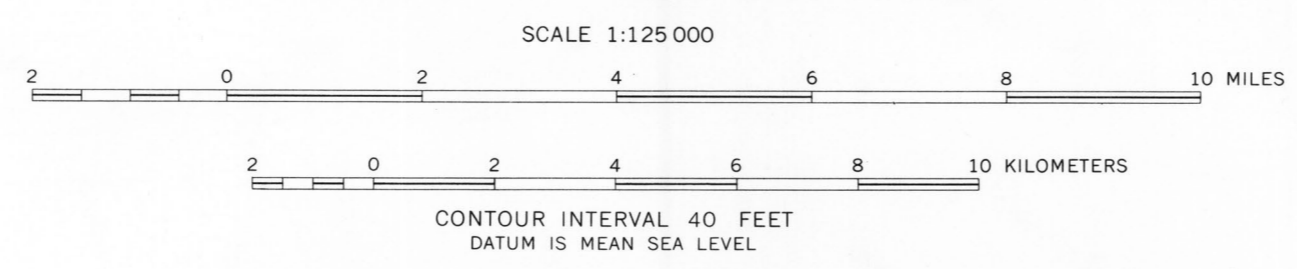 SCALE 1:125 000
2 0 2 4 6 8 10 MILES
2 0 2 4 6 8 10 KILOMETERS
CONTOUR INTERVAL 40 FEET
DATUM IS MEAN SEA LEVEL